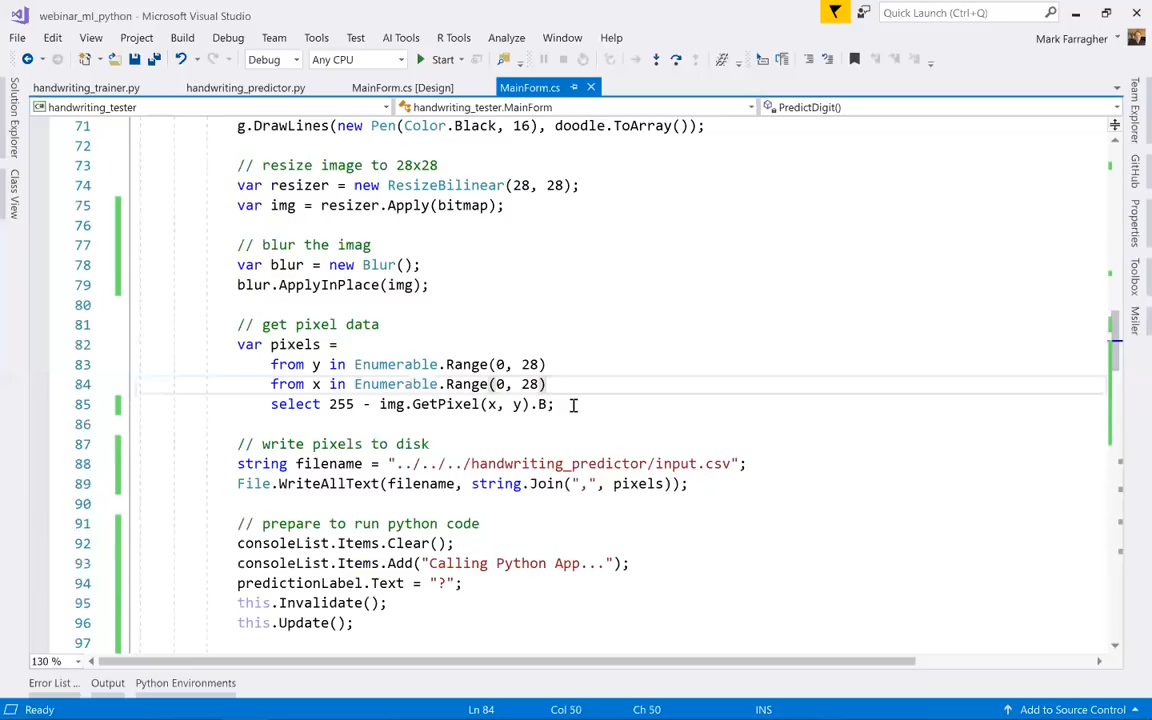 webinar_ml_python - Microsoft Visual Studio
Quick Launch (Ctrl+Q)
File Edit View Project Build Debug Team Tools Test AI Tools R Tools Analyze Window Help
Mark Farragher
Debug Any CPU Start
handwriting_trainer.py handwriting_predictor.py MainForm.cs [Design] MainForm.cs
handwriting_tester handwriting_tester.MainForm PredictDigit()
Solution Explorer
Class View
Team Explorer
GitHub
Properties
Toolbox
71 g.DrawLines(new Pen(Color.Black, 16), doodle.ToArray());
72
73 // resize image to 28x28
74 var resizer = new ResizeBilinear(28, 28);
75 var img = resizer.Apply(bitmap);
76
77 // blur the imag
78 var blur = new Blur();
79 blur.ApplyInPlace(img);
80
81 // get pixel data
82 var pixels =
83 from y in Enumerable.Range(0, 28)
84 from x in Enumerable.Range(0, 28)
85 select 255 - img.GetPixel(x, y).B;
86
87 // write pixels to disk
88 string filename = "../../../handwriting_predictor/input.csv";
89 File.WriteAllText(filename, string.Join(",", pixels));
90
91 // prepare to run python code
92 consoleList.Items.Clear();
93 consoleList.Items.Add("Calling Python App...");
94 predictionLabel.Text = "?";
95 this.Invalidate();
96 this.Update();
97
130 %
Error List ... Output Python Environments
Ready Ln 84 Col 50 Ch 50 INS Add to Source Control